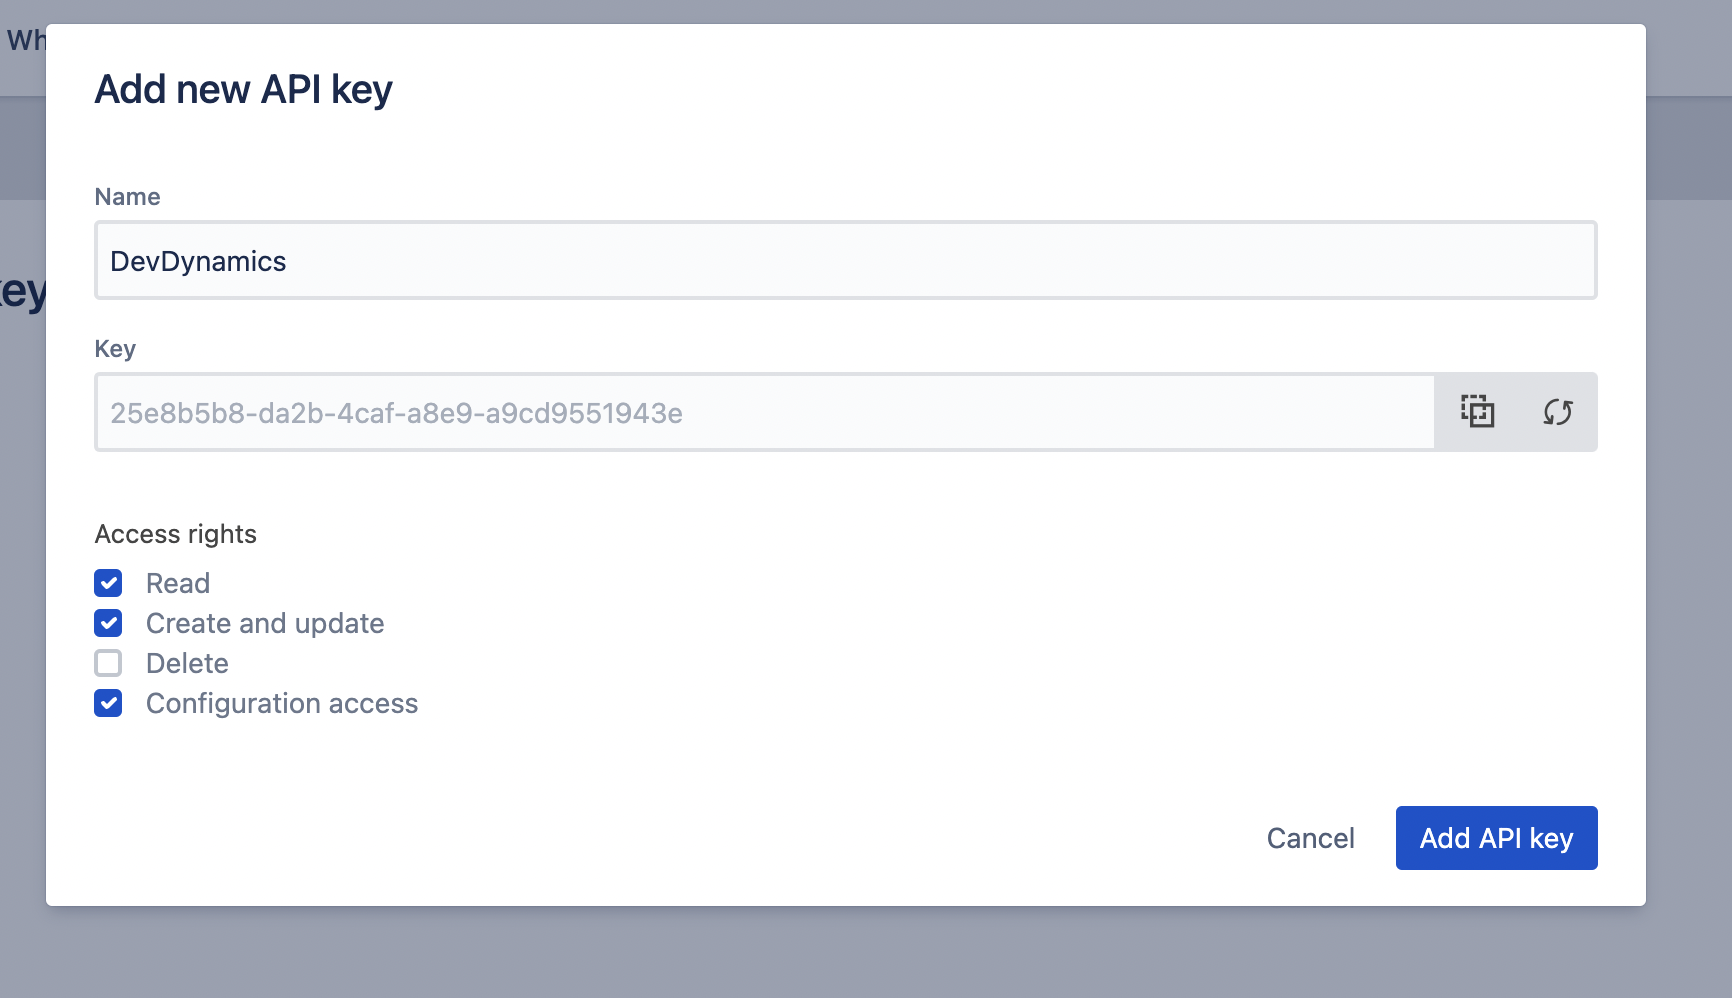 Wh
Add new API key
Name
DevDynamics
key
Key
25e8b5b8-da2b-4caf-a8e9-a9cd9551943e
Access rights
Read
Create and update
Delete
Configuration access
Cancel
Add API key